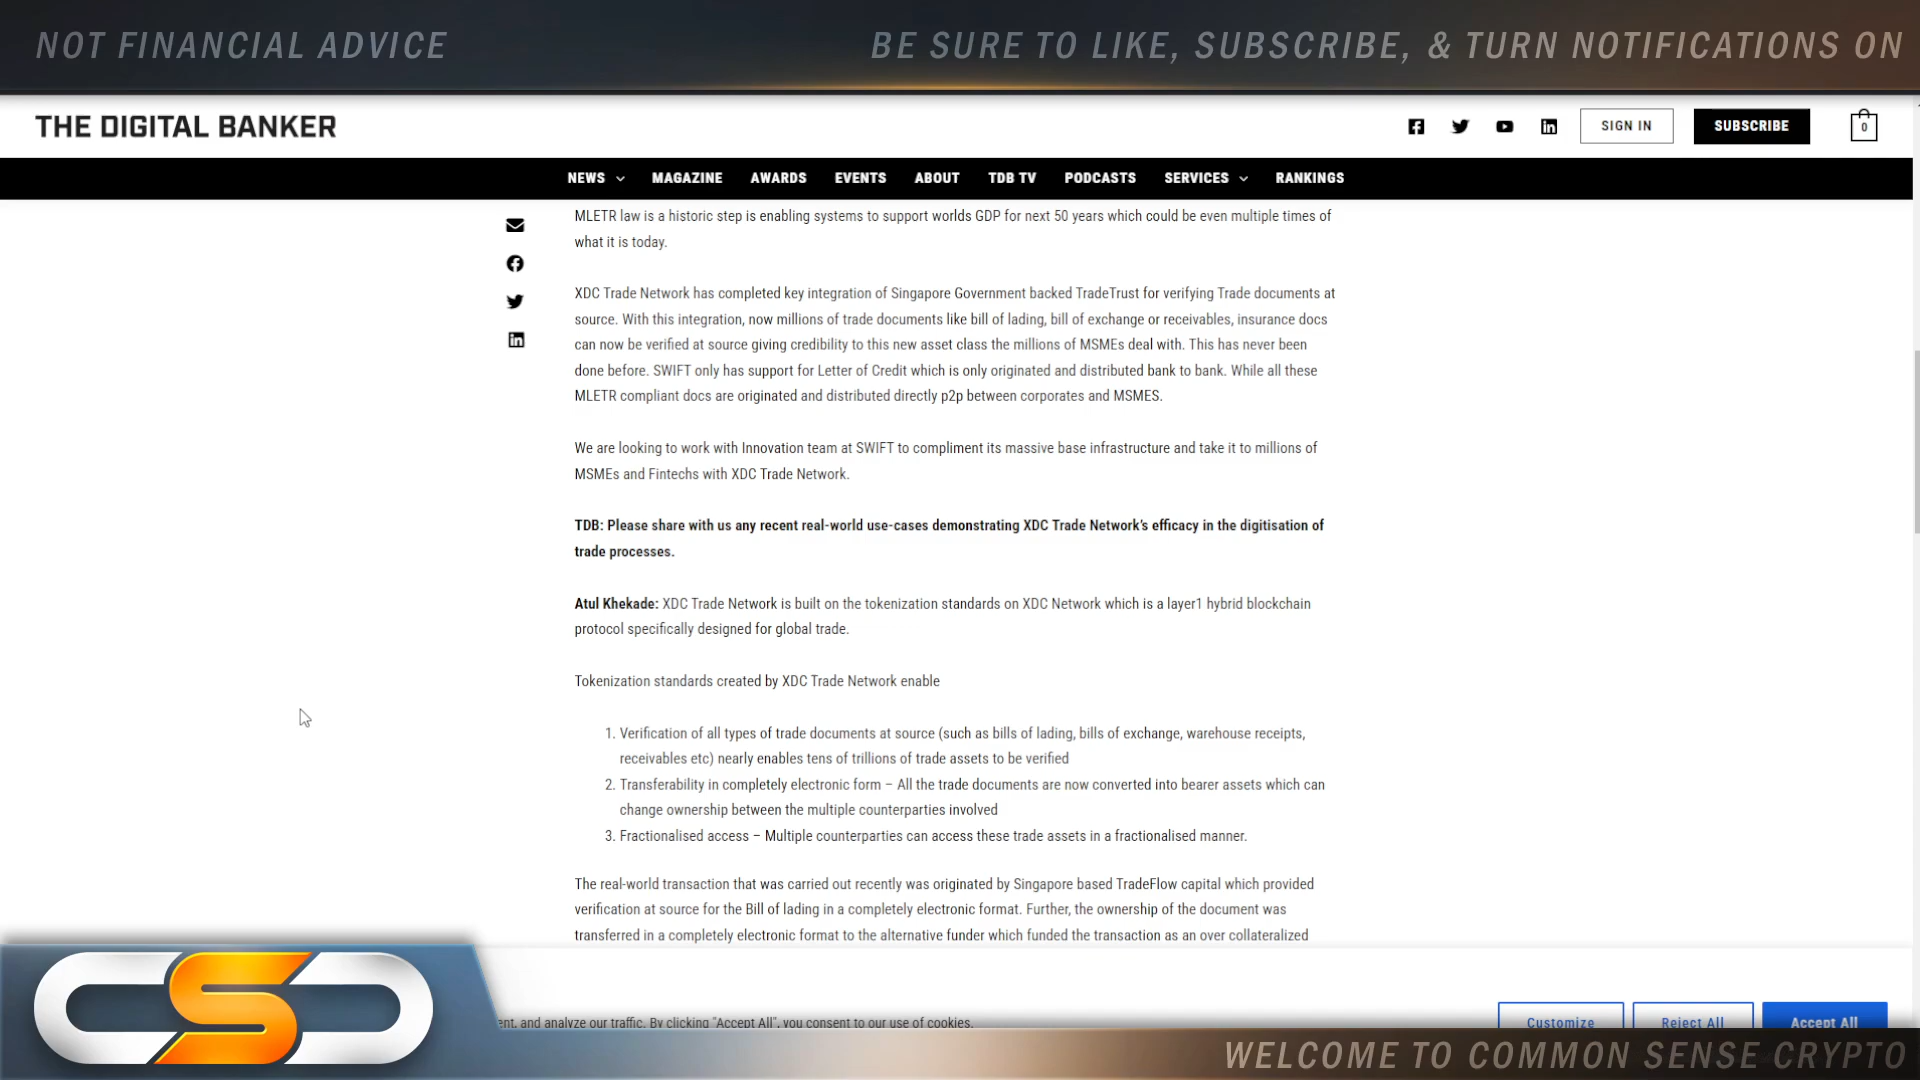 NOT FINANCIAL ADVICE
BE SURE TO LIKE, SUBSCRIBE, & TURN NOTIFICATIONS ON
THE DIGITAL BANKER
SIGN IN
SUBSCRIBE
0
NEWS MAGAZINE AWARDS EVENTS ABOUT TDB TV PODCASTS SERVICES RANKINGS
MLETR law is a historic step is enabling systems to support worlds GDP for next 50 years which could be even multiple times of
what it is today.
XDC Trade Network has completed key integration of Singapore Government backed TradeTrust for verifying Trade documents at
source. With this integration, now millions of trade documents like bill of lading, bill of exchange or receivables, insurance docs
can now be verified at source giving credibility to this new asset class the millions of MSMEs deal with. This has never been
done before. SWIFT only has support for Letter of Credit which is only originated and distributed bank to bank. While all these
MLETR compliant docs are originated and distributed directly p2p between corporates and MSMES.
We are looking to work with Innovation team at SWIFT to compliment its massive base infrastructure and take it to millions of
MSMEs and Fintechs with XDC Trade Network.
TDB: Please share with us any recent real-world use-cases demonstrating XDC Trade Network's efficacy in the digitisation of
trade processes.
Atul Khekade: XDC Trade Network is built on the tokenization standards on XDC Network which is a layer1 hybrid blockchain
protocol specifically designed for global trade.
Tokenization standards created by XDC Trade Network enable
1. Verification of all types of trade documents at source (such as bills of lading, bills of exchange, warehouse receipts,
receivables etc) nearly enables tens of trillions of trade assets to be verified
2. Transferability in completely electronic form – All the trade documents are now converted into bearer assets which can
change ownership between the multiple counterparties involved
3. Fractionalised access – Multiple counterparties can access these trade assets in a fractionalised manner.
The real-world transaction that was carried out recently was originated by Singapore based TradeFlow capital which provided
verification at source for the Bill of lading in a completely electronic format. Further, the ownership of the document was
transferred in a completely electronic format to the alternative funder which funded the transaction as an over collateralized
ent, and analyze our traffic. By clicking "Accept All", you consent to our use of cookies.
Customize
Reject All
Accept All
CSC
WELCOME TO COMMON SENSE CRYPTO